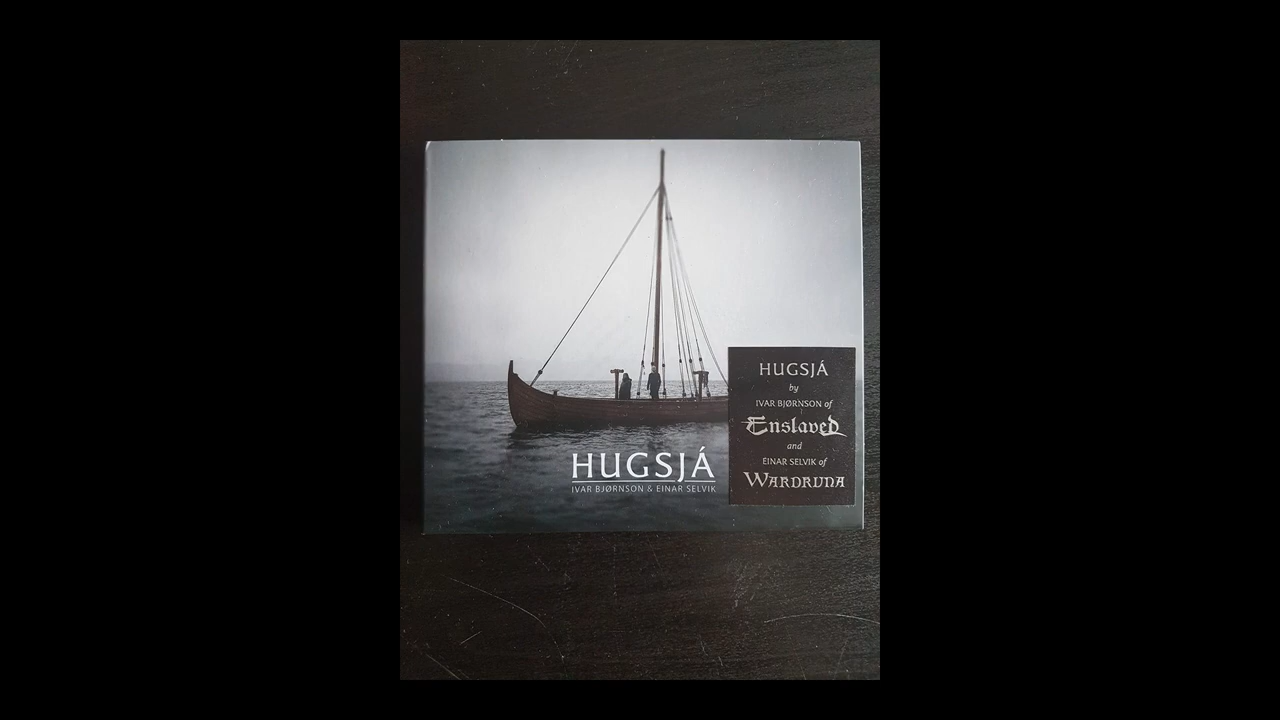 HUGSJÁ
IVAR BJØRNSON & EINAR SELVIK
HUGSJÁ
by
IVAR BJØRNSON of
Enslaved
and
EINAR SELVIK of
WARDRUNA